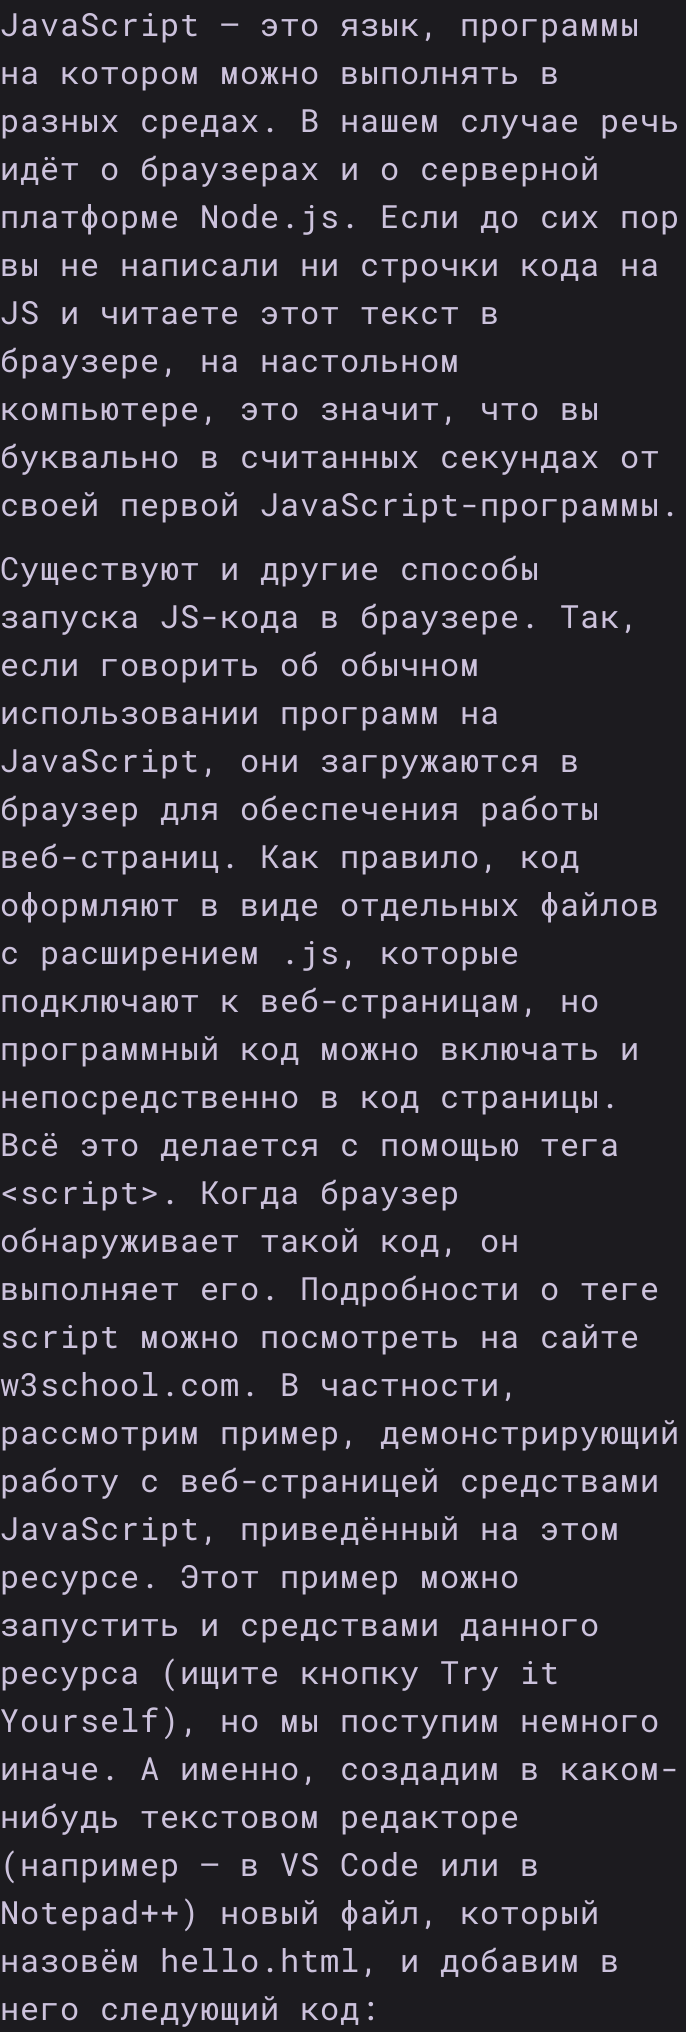 JavaScript — это язык, программы
на котором можно выполнять в
разных средах. В нашем случае речь
идёт о браузерах и о серверной
платформе Node.js. Если до сих пор
вы не написали ни строчки кода на
JS и читаете этот текст в
браузере, на настольном
компьютере, это значит, что вы
буквально в считанных секундах от
своей первой JavaScript-программы.
Существуют и другие способы
запуска JS-кода в браузере. Так,
если говорить об обычном
использовании программ на
JavaScript, они загружаются в
браузер для обеспечения работы
веб-страниц. Как правило, код
оформляют в виде отдельных файлов
с расширением .js, которые
подключают к веб-страницам, но
программный код можно включать и
непосредственно в код страницы.
Всё это делается с помощью тега
<script>. Когда браузер
обнаруживает такой код, он
выполняет его. Подробности о теге
script можно посмотреть на сайте
w3school.com. В частности,
рассмотрим пример, демонстрирующий
работу с веб-страницей средствами
JavaScript, приведённый на этом
ресурсе. Этот пример можно
запустить и средствами данного
ресурса (ищите кнопку Try it
Yourself), но мы поступим немного
иначе. А именно, создадим в каком-
нибудь текстовом редакторе
(например — в VS Code или в
Notepad++) новый файл, который
назовём hello.html, и добавим в
него следующий код: